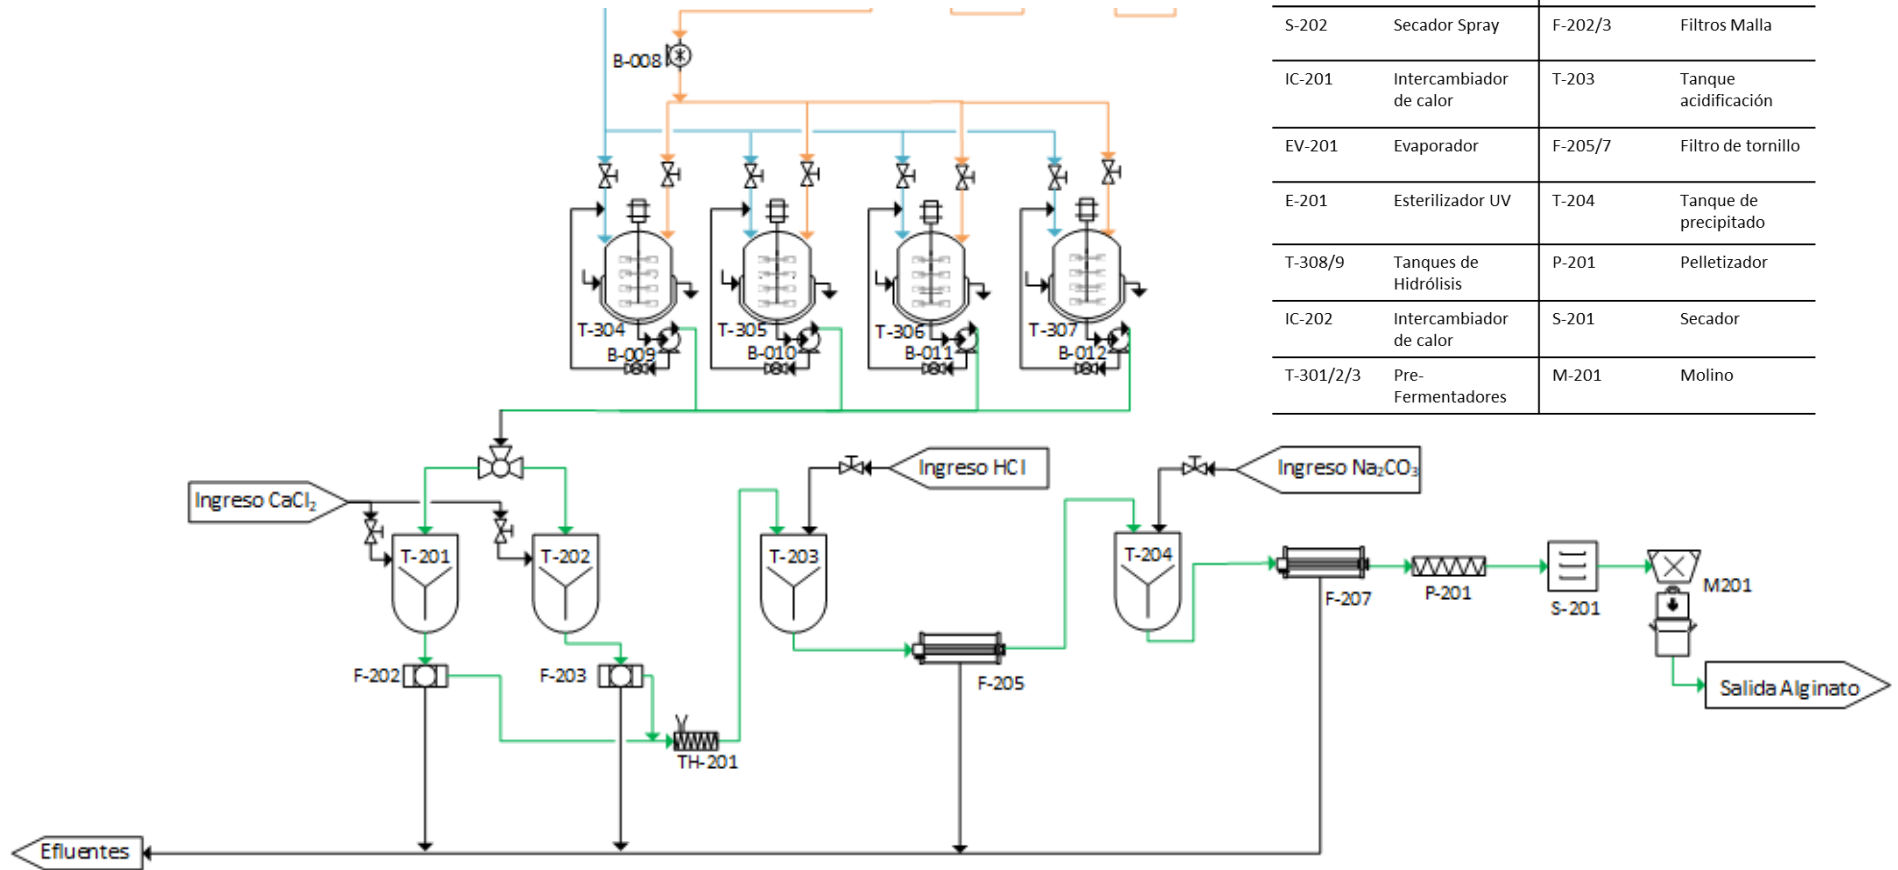 S-202 Secador Spray F-202/3 Filtros Malla
IC-201 Intercambiador de calor T-203 Tanque acidificación
EV-201 Evaporador F-205/7 Filtro de tornillo
E-201 Esterilizador UV T-204 Tanque de precipitado
T-308/9 Tanques de Hidrólisis P-201 Pelletizador
IC-202 Intercambiador de calor S-201 Secador
T-301/2/3 Pre-Fermentadores M-201 Molino
B-008
T-304
T-305
T-306
T-307
B-009
B-010
B-011
B-012
Ingreso HCl
Ingreso Na₂CO₃
Ingreso CaCl₂
T-201
T-202
T-203
T-204
F-207
P-201
S-201
M201
F-202
F-203
F-205
TH-201
Salida Alginato
Efluentes